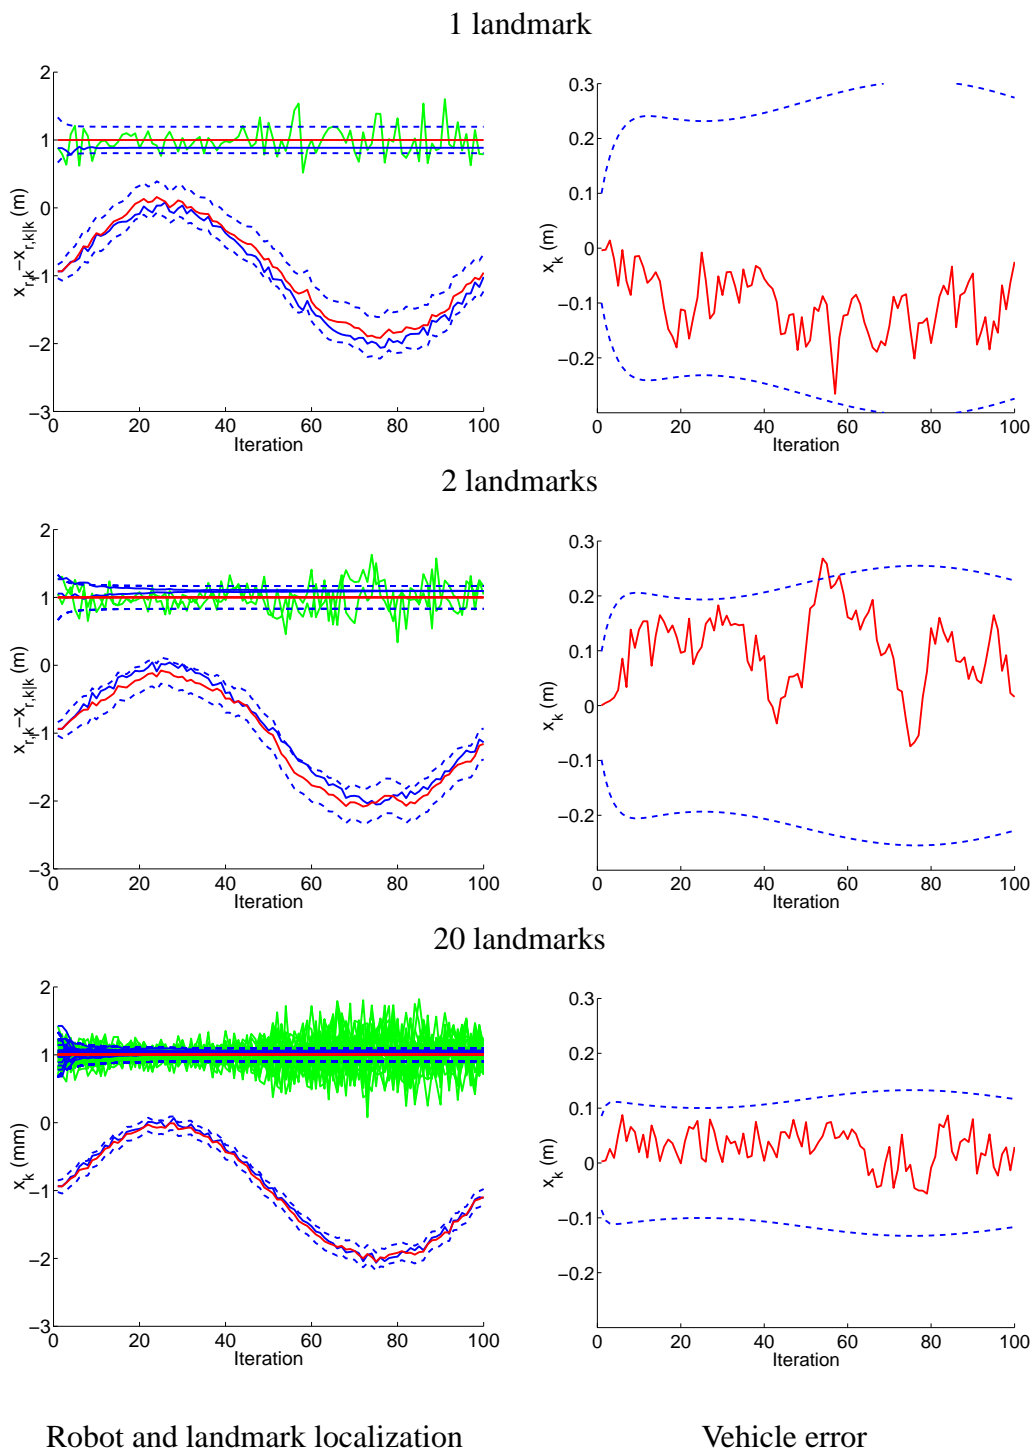 1 landmark
2
1
0
−1
−2
−3
x_{r,k}−x_{r,k|k} (m)
0 20 40 60 80 100
Iteration
0.3
0.2
0.1
0
−0.1
−0.2
x_k (m)
0 20 40 60 80 100
Iteration
2 landmarks
2
1
0
−1
−2
−3
x_{r,k}−x_{r,k|k} (m)
0 20 40 60 80 100
Iteration
0.3
0.2
0.1
0
−0.1
−0.2
x_k (m)
0 20 40 60 80 100
Iteration
20 landmarks
2
1
0
−1
−2
−3
x_k (mm)
0 20 40 60 80 100
Iteration
0.3
0.2
0.1
0
−0.1
−0.2
x_k (m)
0 20 40 60 80 100
Iteration
Robot and landmark localization
Vehicle error